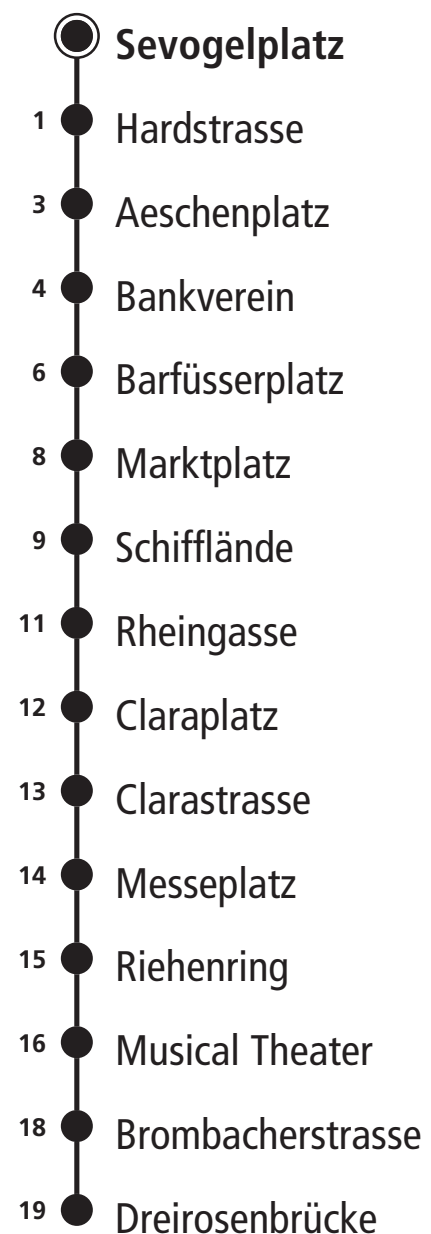 Sevogelplatz
1 Hardstrasse
3 Aeschenplatz
4 Bankverein
6 Barfüsserplatz
8 Marktplatz
9 Schifflände
11 Rheingasse
12 Claraplatz
13 Clarastrasse
14 Messeplatz
15 Riehenring
16 Musical Theater
18 Brombacherstrasse
19 Dreirosenbrücke